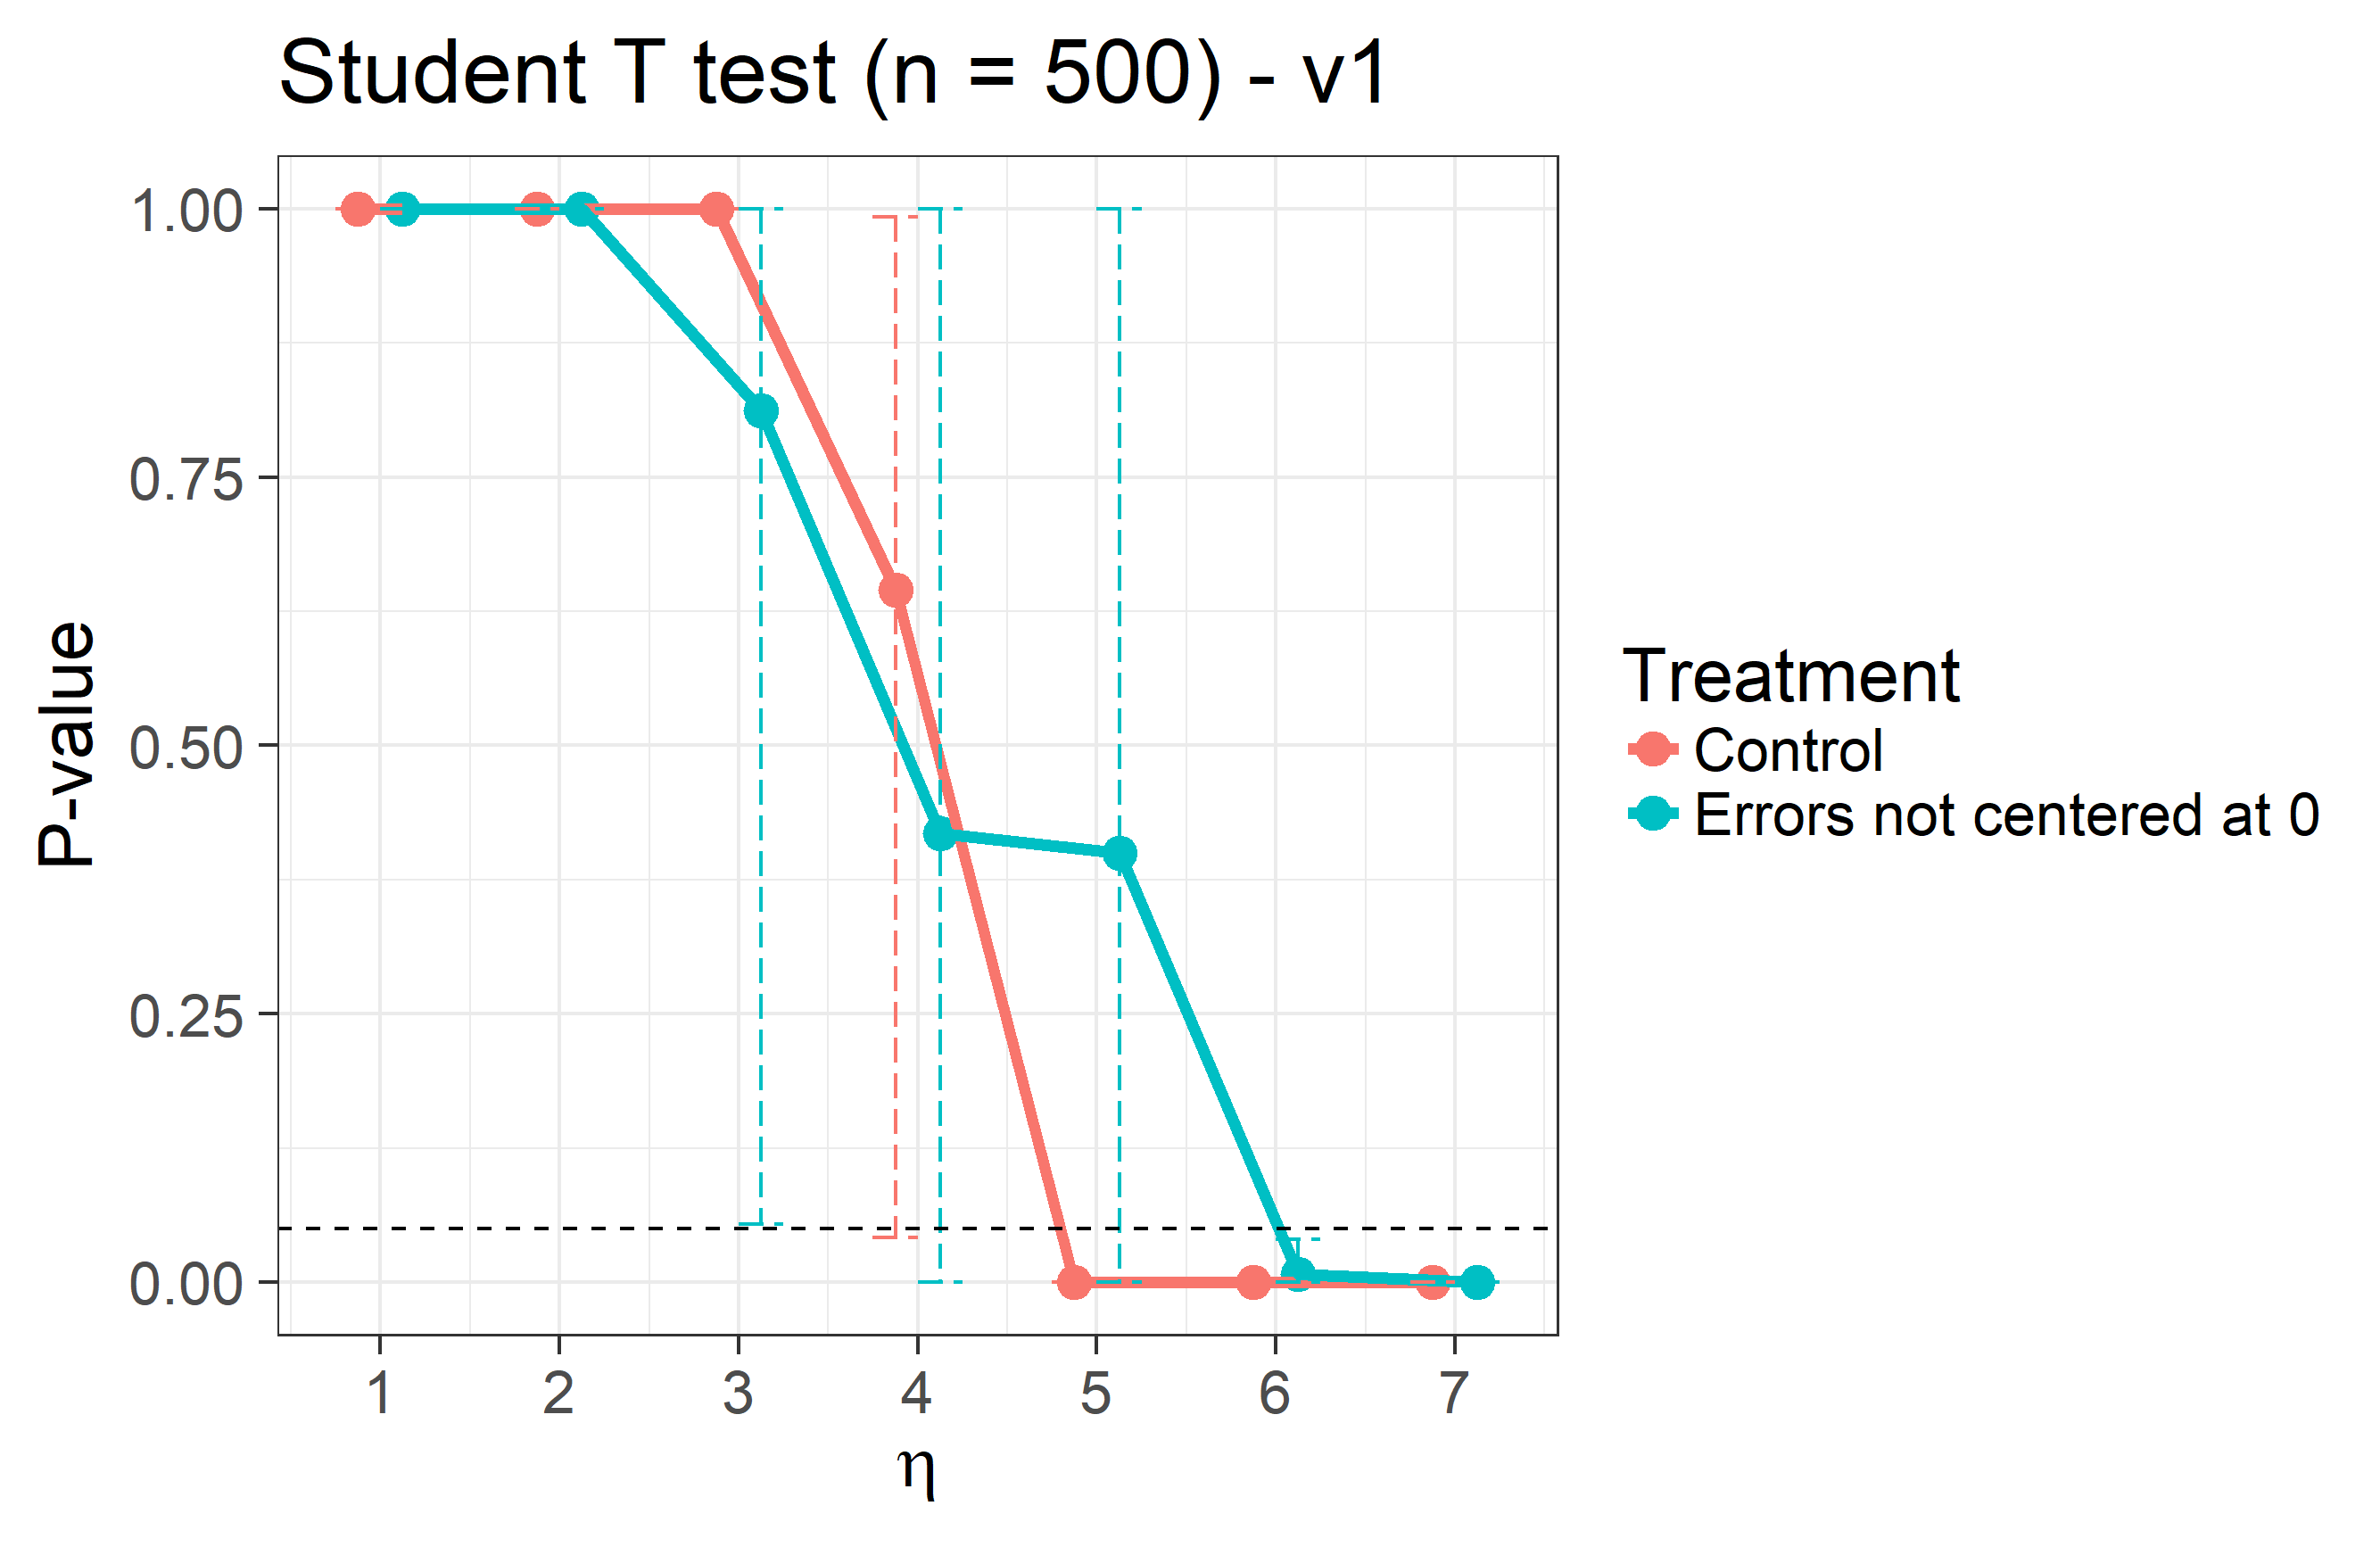 Student T test (n = 500) - v1
P-value
1.00
0.75
0.50
0.25
0.00
1 2 3 4 5 6 7
η
Treatment
Control
Errors not centered at 0